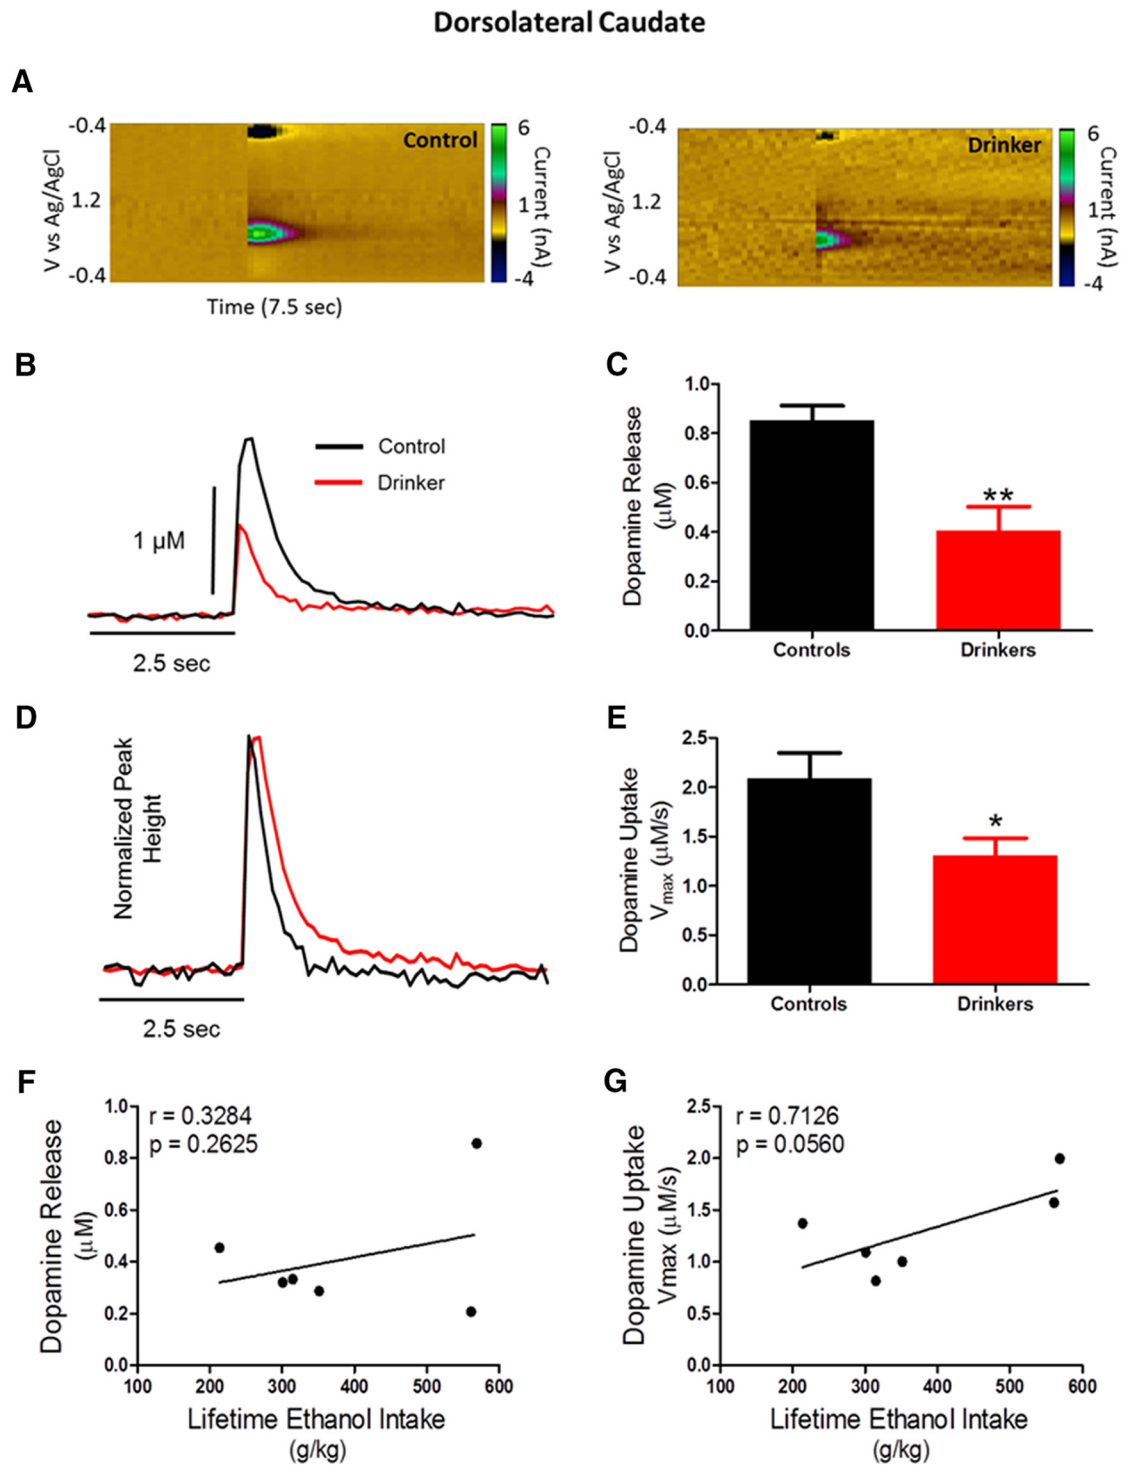 Dorsolateral Caudate
A
-0.4
1.2
-0.4
V vs Ag/AgCl
Control
6
1
-4
Current (nA)
Time (7.5 sec)
-0.4
1.2
-0.4
V vs Ag/AgCl
Drinker
6
1
-4
Current (nA)
B
Control
Drinker
1 µM
2.5 sec
C
Dopamine Release
(µM)
1.0
0.8
0.6
0.4
0.2
0.0
**
Controls
Drinkers
D
Normalized Peak
Height
2.5 sec
E
Dopamine Uptake
Vmax (µM/s)
2.5
2.0
1.5
1.0
0.5
0.0
*
Controls
Drinkers
F
Dopamine Release
(µM)
1.0
0.8
0.6
0.4
0.2
0.0
r = 0.3284
p = 0.2625
100 200 300 400 500 600
Lifetime Ethanol Intake
(g/kg)
G
Dopamine Uptake
Vmax (µM/s)
2.5
2.0
1.5
1.0
0.5
0.0
r = 0.7126
p = 0.0560
100 200 300 400 500 600
Lifetime Ethanol Intake
(g/kg)